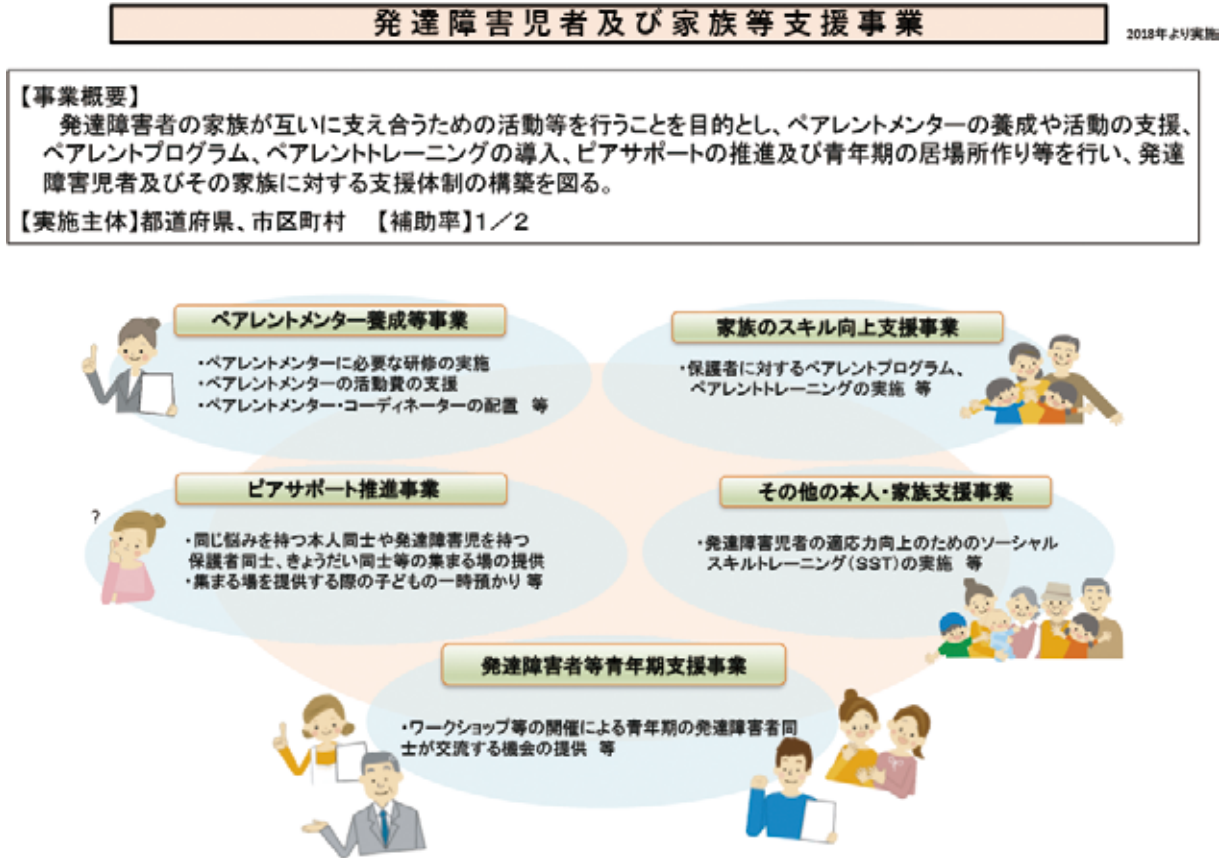 発達障害児者及び家族等支援事業
2018年より実施
【事業概要】
発達障害者の家族が互いに支え合うための活動等を行うことを目的とし、ペアレントメンターの養成や活動の支援、
ペアレントプログラム、ペアレントトレーニングの導入、ピアサポートの推進及び青年期の居場所作り等を行い、発達
障害児者及びその家族に対する支援体制の構築を図る。
【実施主体】都道府県、市区町村 【補助率】1／2
ペアレントメンター養成等事業
・ペアレントメンターに必要な研修の実施
・ペアレントメンターの活動費の支援
・ペアレントメンター・コーディネーターの配置 等
家族のスキル向上支援事業
・保護者に対するペアレントプログラム、
ペアレントトレーニングの実施 等
ピアサポート推進事業
?
・同じ悩みを持つ本人同士や発達障害児を持つ
保護者同士、きょうだい同士等の集まる場の提供
・集まる場を提供する際の子どもの一時預かり 等
その他の本人・家族支援事業
・発達障害児者の適応力向上のためのソーシャル
スキルトレーニング(SST)の実施 等
発達障害者等青年期支援事業
・ワークショップ等の開催による青年期の発達障害者同
士が交流する機会の提供 等